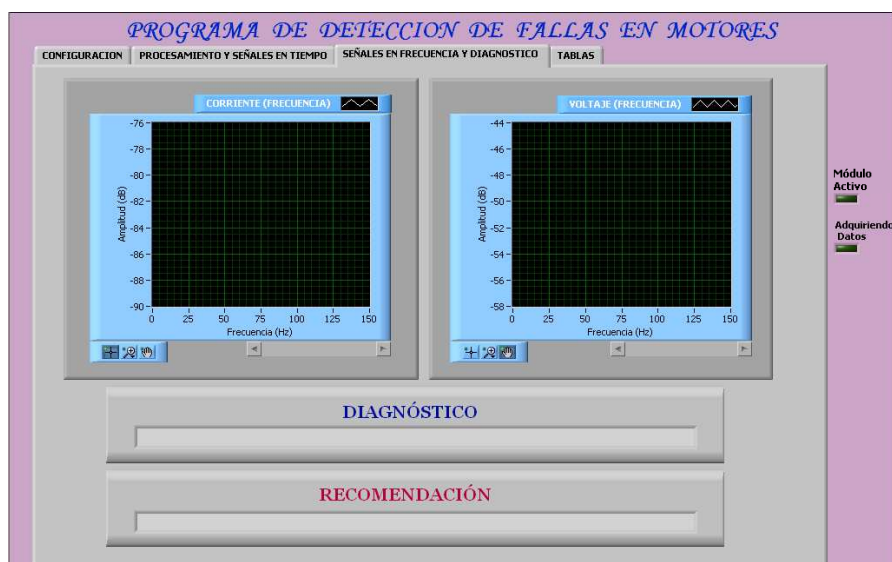 PROGRAMA DE DETECCION DE FALLAS EN MOTORES
CONFIGURACION
PROCESAMIENTO Y SEÑALES EN TIEMPO
SEÑALES EN FRECUENCIA Y DIAGNOSTICO
TABLAS
CORRIENTE (FRECUENCIA)
-76
-78
-80
-82
-84
-86
-88
-90
Amplitud (dB)
0 25 50 75 100 125 150
Frecuencia (Hz)
VOLTAJE (FRECUENCIA)
-44
-46
-48
-50
-52
-54
-56
-58
Amplitud (dB)
0 25 50 75 100 125 150
Frecuencia (Hz)
Módulo
Activo
Adquiriendo
Datos
DIAGNÓSTICO
RECOMENDACIÓN